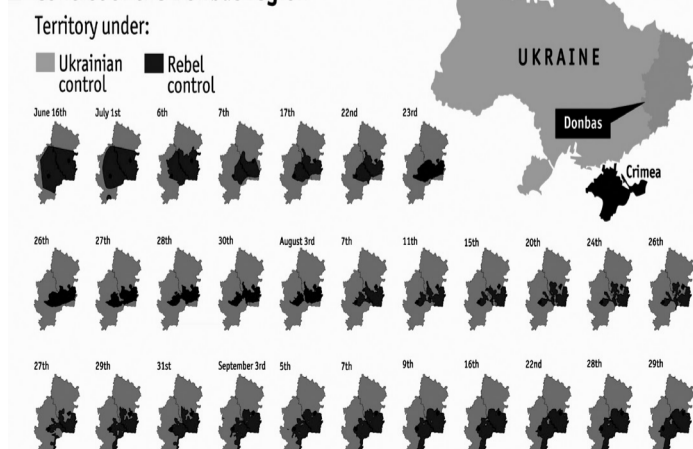 Territory under:
Ukrainian control
Rebel control
UKRAINE
Donbas
Crimea
June 16th July 1st 6th 7th 17th 22nd 23rd
26th 27th 28th 30th August 3rd 7th 11th 15th 20th 24th 26th
27th 29th 31st September 3rd 5th 7th 9th 16th 22nd 28th 29th